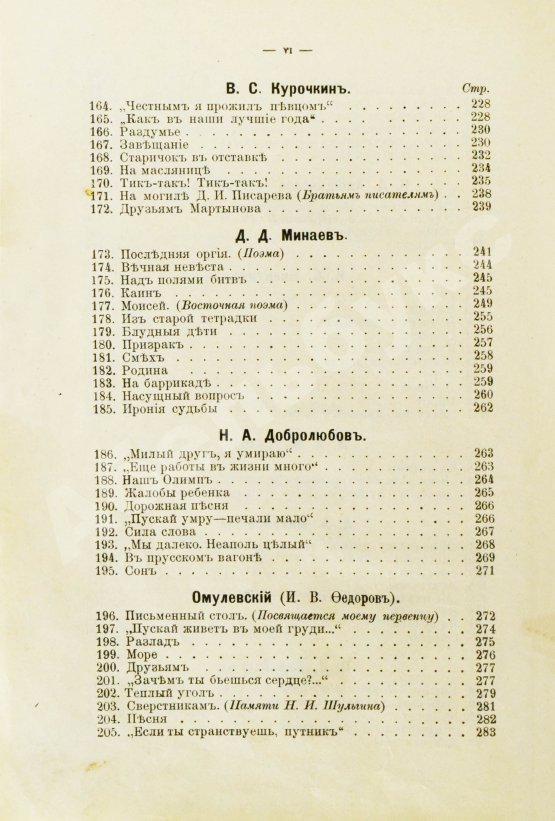 — VI —
В. С. Курочкинъ. Стр.
164. „Честнымъ я прожилъ пѣвцомъ“ . . . . . . . . . 228
165. „Какъ въ наши лучшіе года“ . . . . . . . . . . 228
166. Раздумье . . . . . . . . . . . . . . . . . . 230
167. Завѣщаніе . . . . . . . . . . . . . . . . . 230
168. Старичокъ въ отставкѣ . . . . . . . . . . . . 232
169. На масляницѣ . . . . . . . . . . . . . . . . 234
170. Тикъ-такъ! Тикъ-такъ! . . . . . . . . . . . . 235
171. На могилѣ Д. И. Писарева (Братьямъ писателямъ) . . 238
172. Друзьямъ Мартынова . . . . . . . . . . . . . 239
Д. Д. Минаевъ.
173. Послѣдняя оргія. (Поэма) . . . . . . . . . . . 241
174. Вѣчная невѣста . . . . . . . . . . . . . . . 244
175. Надъ полями битвъ . . . . . . . . . . . . . . 245
176. Каинъ . . . . . . . . . . . . . . . . . . . 245
177. Моисей. (Восточная поэма) . . . . . . . . . . . 249
178. Изъ старой тетрадки . . . . . . . . . . . . . 255
179. Блудныя дѣти . . . . . . . . . . . . . . . . 256
180. Призракъ . . . . . . . . . . . . . . . . . . 257
181. Смѣхъ . . . . . . . . . . . . . . . . . . . 258
182. Родина . . . . . . . . . . . . . . . . . . . 259
183. На баррикадѣ . . . . . . . . . . . . . . . . 259
184. Насущный вопросъ . . . . . . . . . . . . . . 260
185. Иронія судьбы . . . . . . . . . . . . . . . . 262
Н. А. Добролюбовъ.
186. „Милый другъ, я умираю“ . . . . . . . . . . . 263
187. „Еще работы въ жизни много“ . . . . . . . . . . 263
188. Нашъ Олимпъ . . . . . . . . . . . . . . . . 264
189. Жалобы ребенка . . . . . . . . . . . . . . . 265
190. Дорожная пѣсня . . . . . . . . . . . . . . . 266
191. „Пускай умру—печали мало“ . . . . . . . . . . 266
192. Сила слова . . . . . . . . . . . . . . . . . 267
193. „Мы далеко. Неаполь цѣлый“ . . . . . . . . . . 268
194. Въ прусскомъ вагонѣ . . . . . . . . . . . . . 269
195. Сонъ . . . . . . . . . . . . . . . . . . . . 271
Омулевскій (И. В. Ѳедоровъ).
196. Письменный столъ. (Посвящается моему первенцу) . . 272
197. „Пускай живетъ въ моей груди...“ . . . . . . . . 274
198. Разладъ . . . . . . . . . . . . . . . . . . 275
199. Море . . . . . . . . . . . . . . . . . . . . 276
200. Друзьямъ . . . . . . . . . . . . . . . . . . 277
201. „Зачѣмъ ты бьешься сердце?...“ . . . . . . . . . 277
202. Теплый уголъ . . . . . . . . . . . . . . . . 279
203. Сверстникамъ. (Памяти Н. И. Шульгина) . . . . . . 281
204. Пѣсня . . . . . . . . . . . . . . . . . . . 282
205. „Если ты странствуешь, путникъ“ . . . . . . . . 283